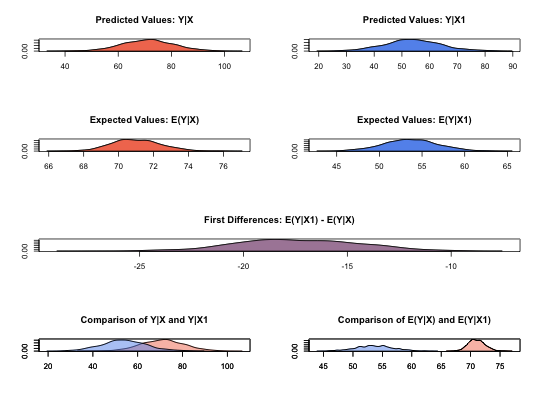 Predicted Values: Y|X
0.00
40 60 80 100
Predicted Values: Y|X1
0.00
20 30 40 50 60 70 80 90
Expected Values: E(Y|X)
0.00
66 68 70 72 74 76
Expected Values: E(Y|X1)
0.00
45 50 55 60 65
First Differences: E(Y|X1) - E(Y|X)
0.00
-25 -20 -15 -10
Comparison of Y|X and Y|X1
0.00
20 40 60 80 100
Comparison of E(Y|X) and E(Y|X1)
0.00
45 50 55 60 65 70 75